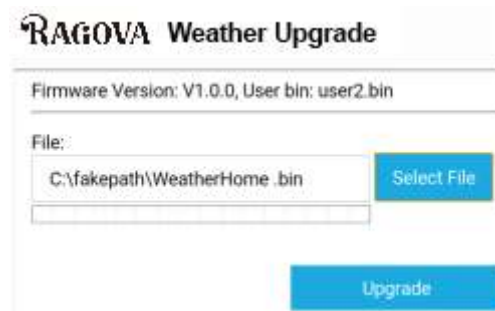 RAGOVA Weather Upgrade
Firmware Version: V1.0.0, User bin: user2.bin
File:
C:\fakepath\WeatherHome .bin
Select File
Upgrade